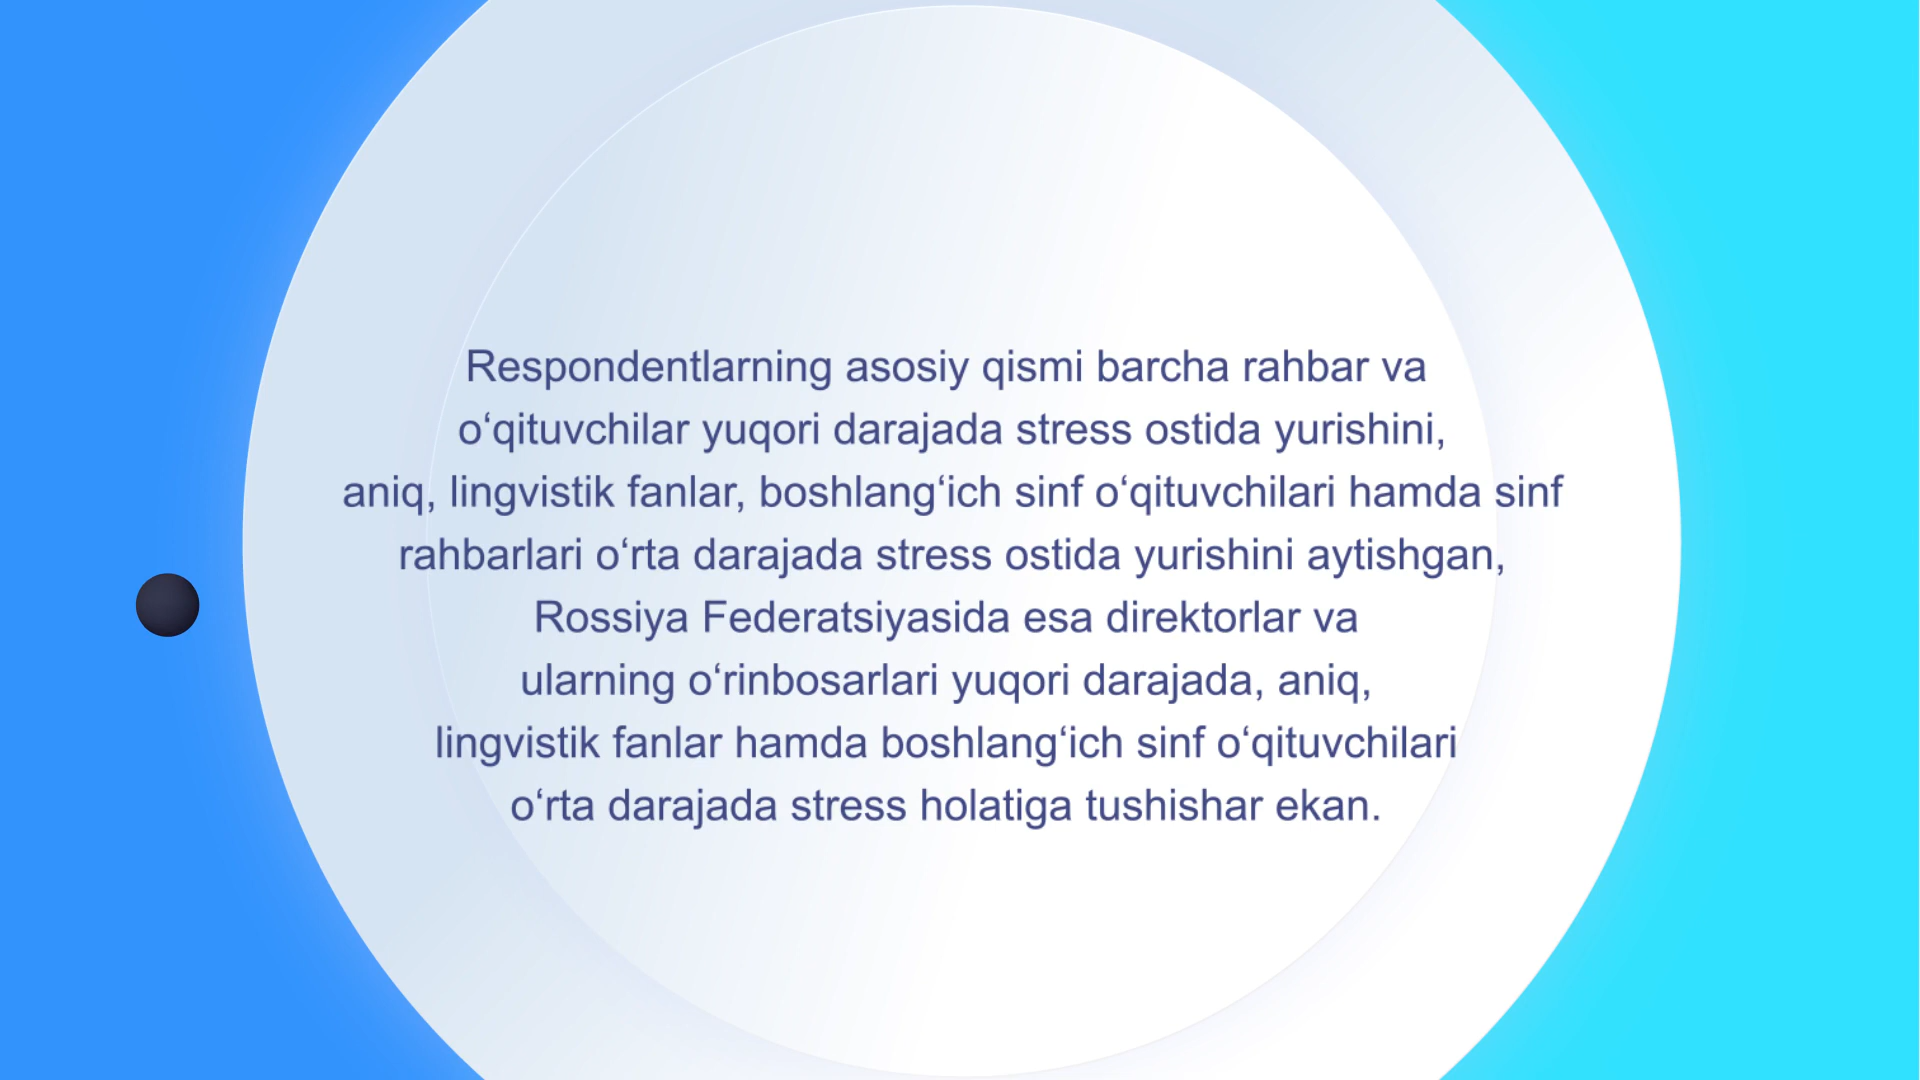 Respondentlarning asosiy qismi barcha rahbar va
o‘qituvchilar yuqori darajada stress ostida yurishini,
aniq, lingvistik fanlar, boshlang‘ich sinf o‘qituvchilari hamda sinf
rahbarlari o‘rta darajada stress ostida yurishini aytishgan,
Rossiya Federatsiyasida esa direktorlar va
ularning o‘rinbosarlari yuqori darajada, aniq,
lingvistik fanlar hamda boshlang‘ich sinf o‘qituvchilari
o‘rta darajada stress holatiga tushishar ekan.